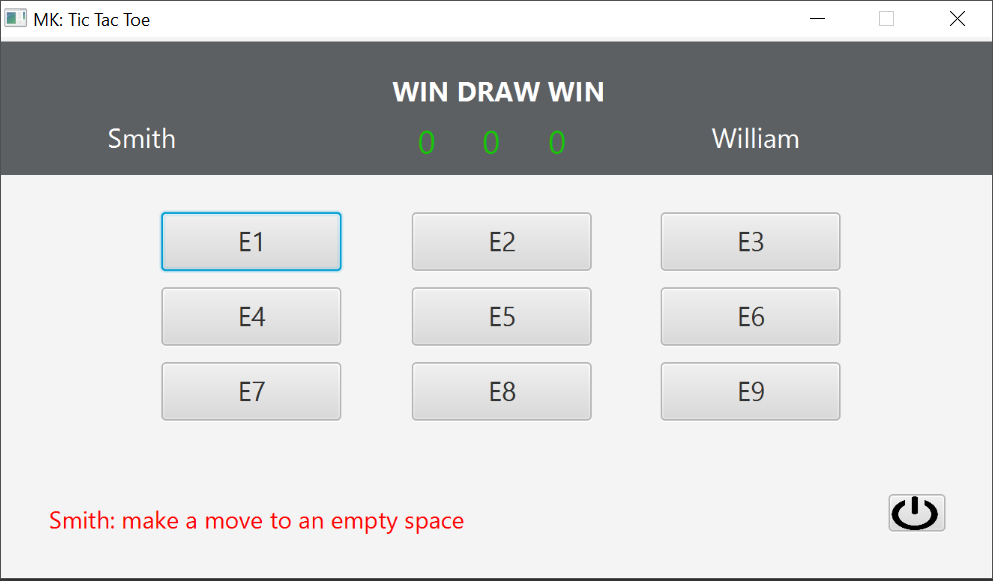 MK: Tic Tac Toe
WIN DRAW WIN
Smith 0 0 0 William
E1 E2 E3
E4 E5 E6
E7 E8 E9
Smith: make a move to an empty space